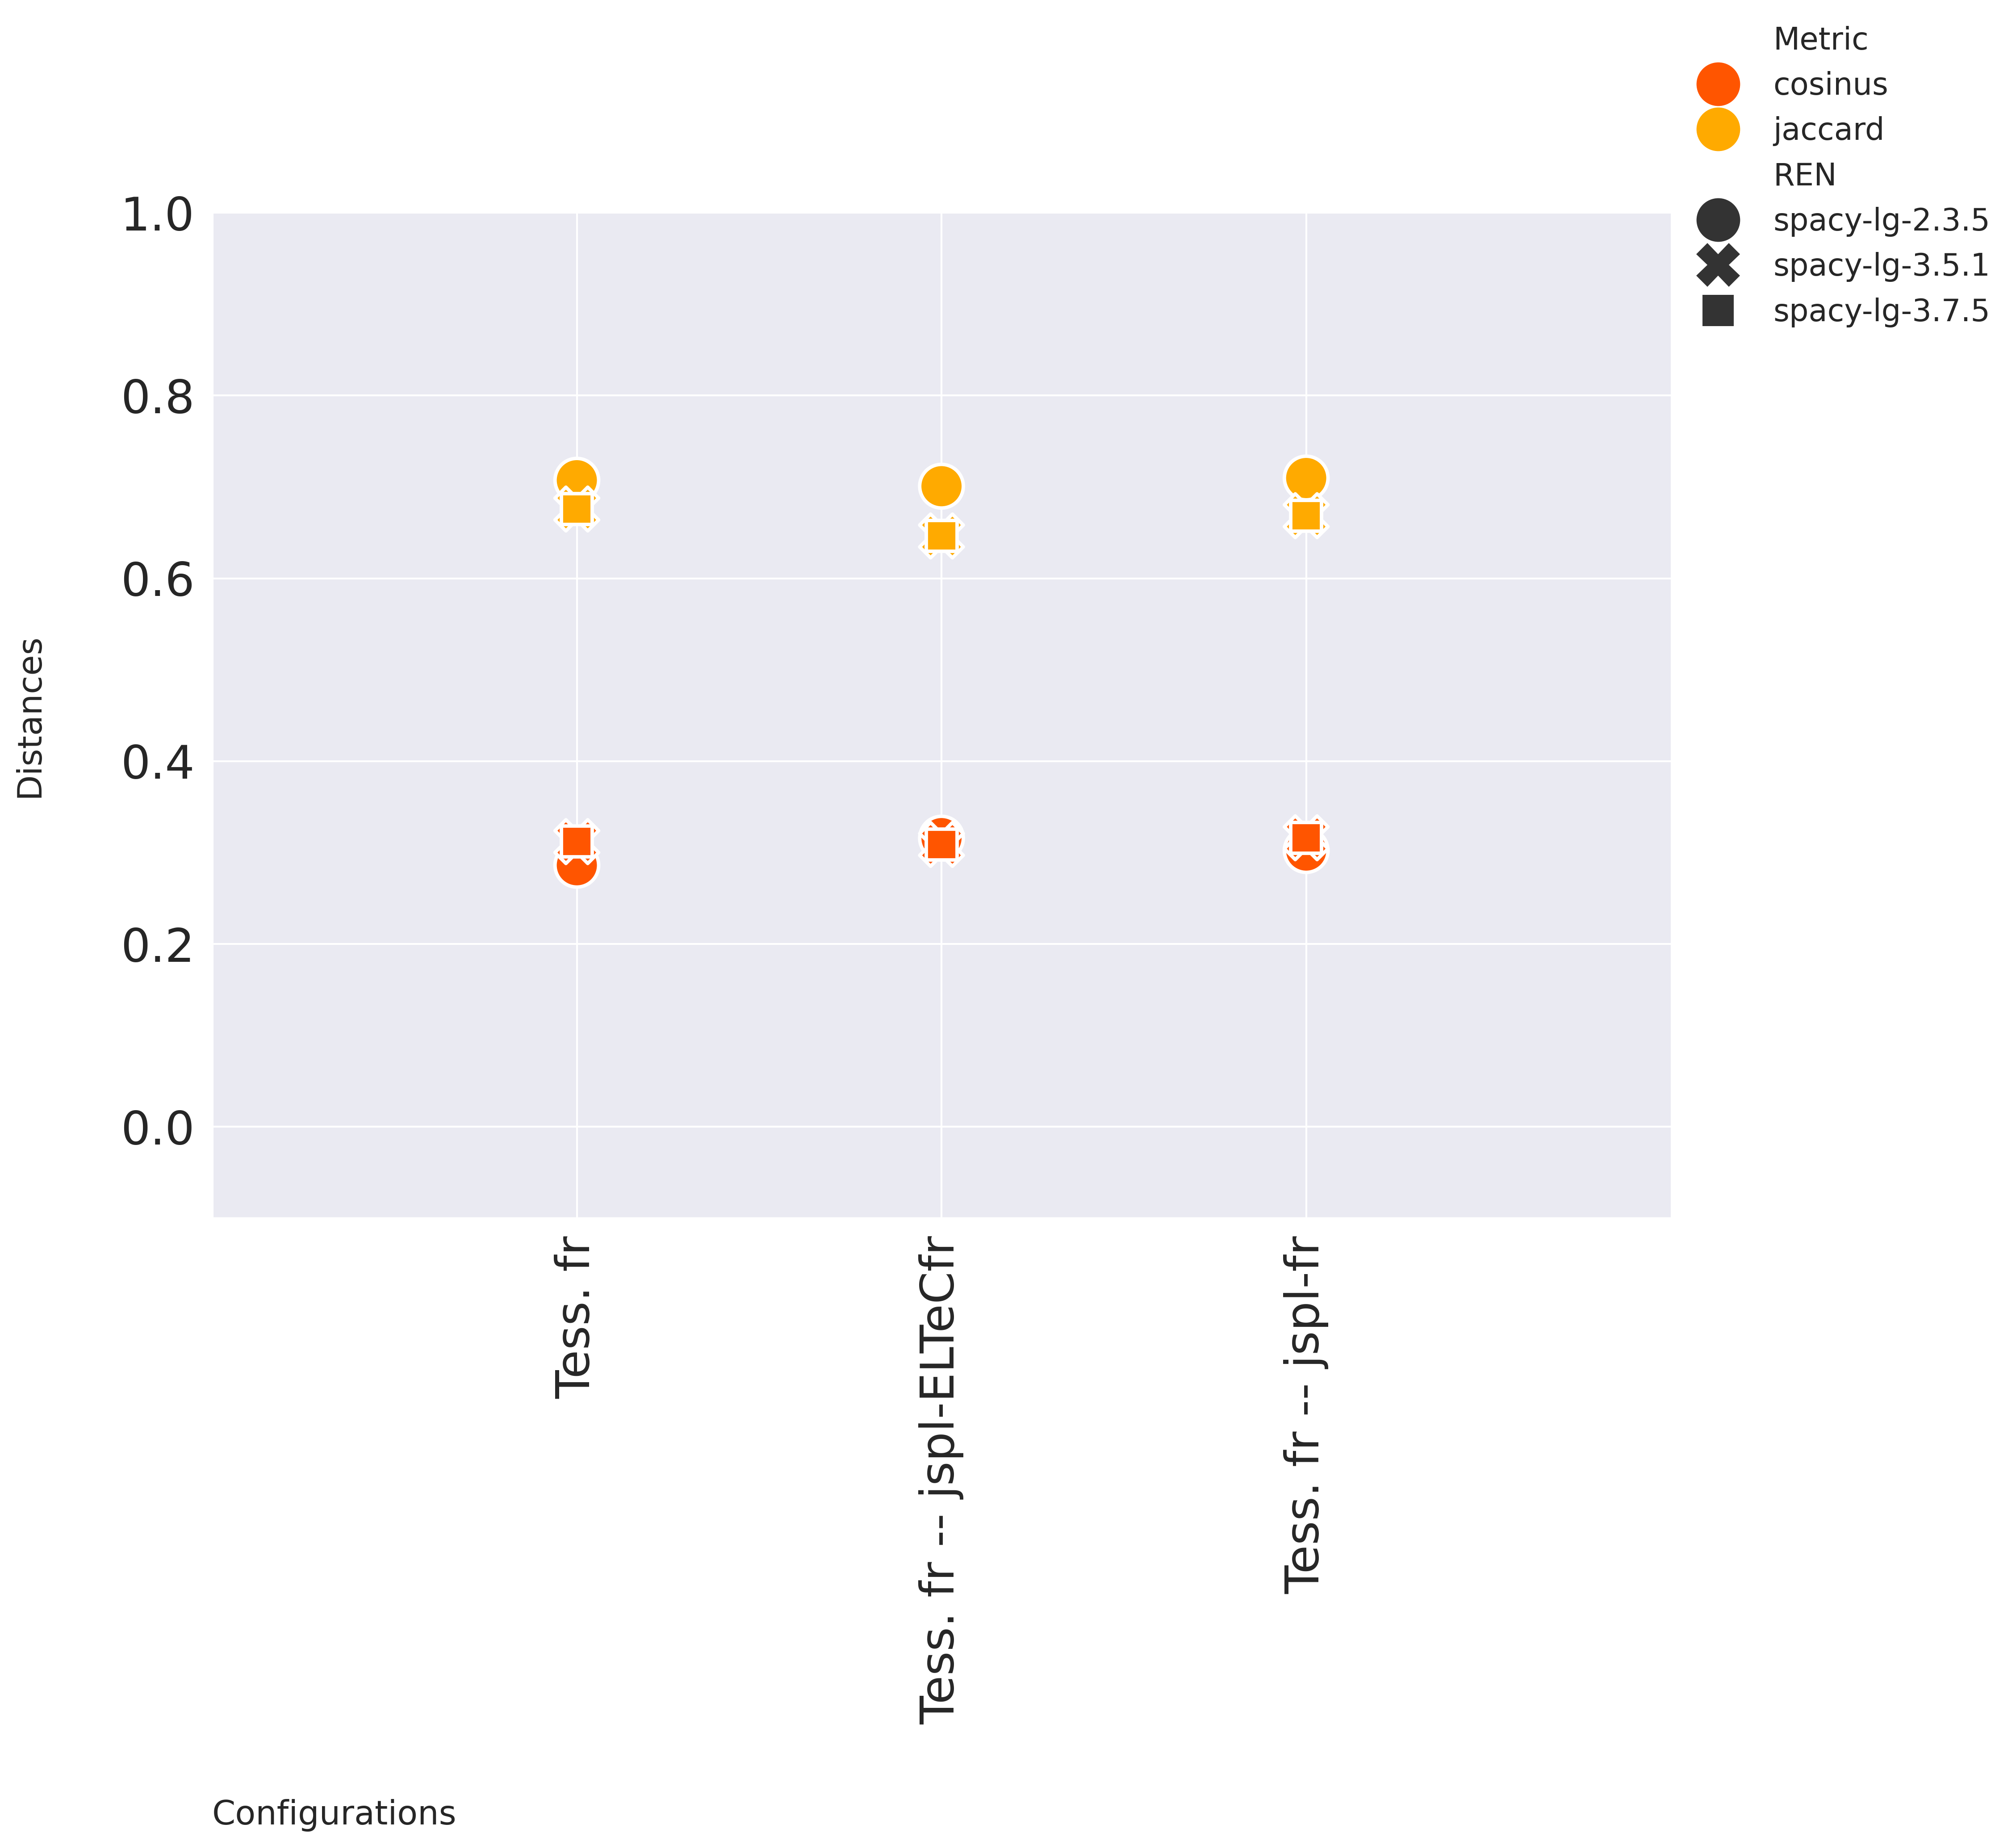 Metric
cosinus
jaccard
REN
spacy-lg-2.3.5
spacy-lg-3.5.1
spacy-lg-3.7.5
1.0
0.8
0.6
0.4
0.2
0.0
Distances
Tess. fr
Tess. fr -- jspl-ELTeCfr
Tess. fr -- jspl-fr
Configurations